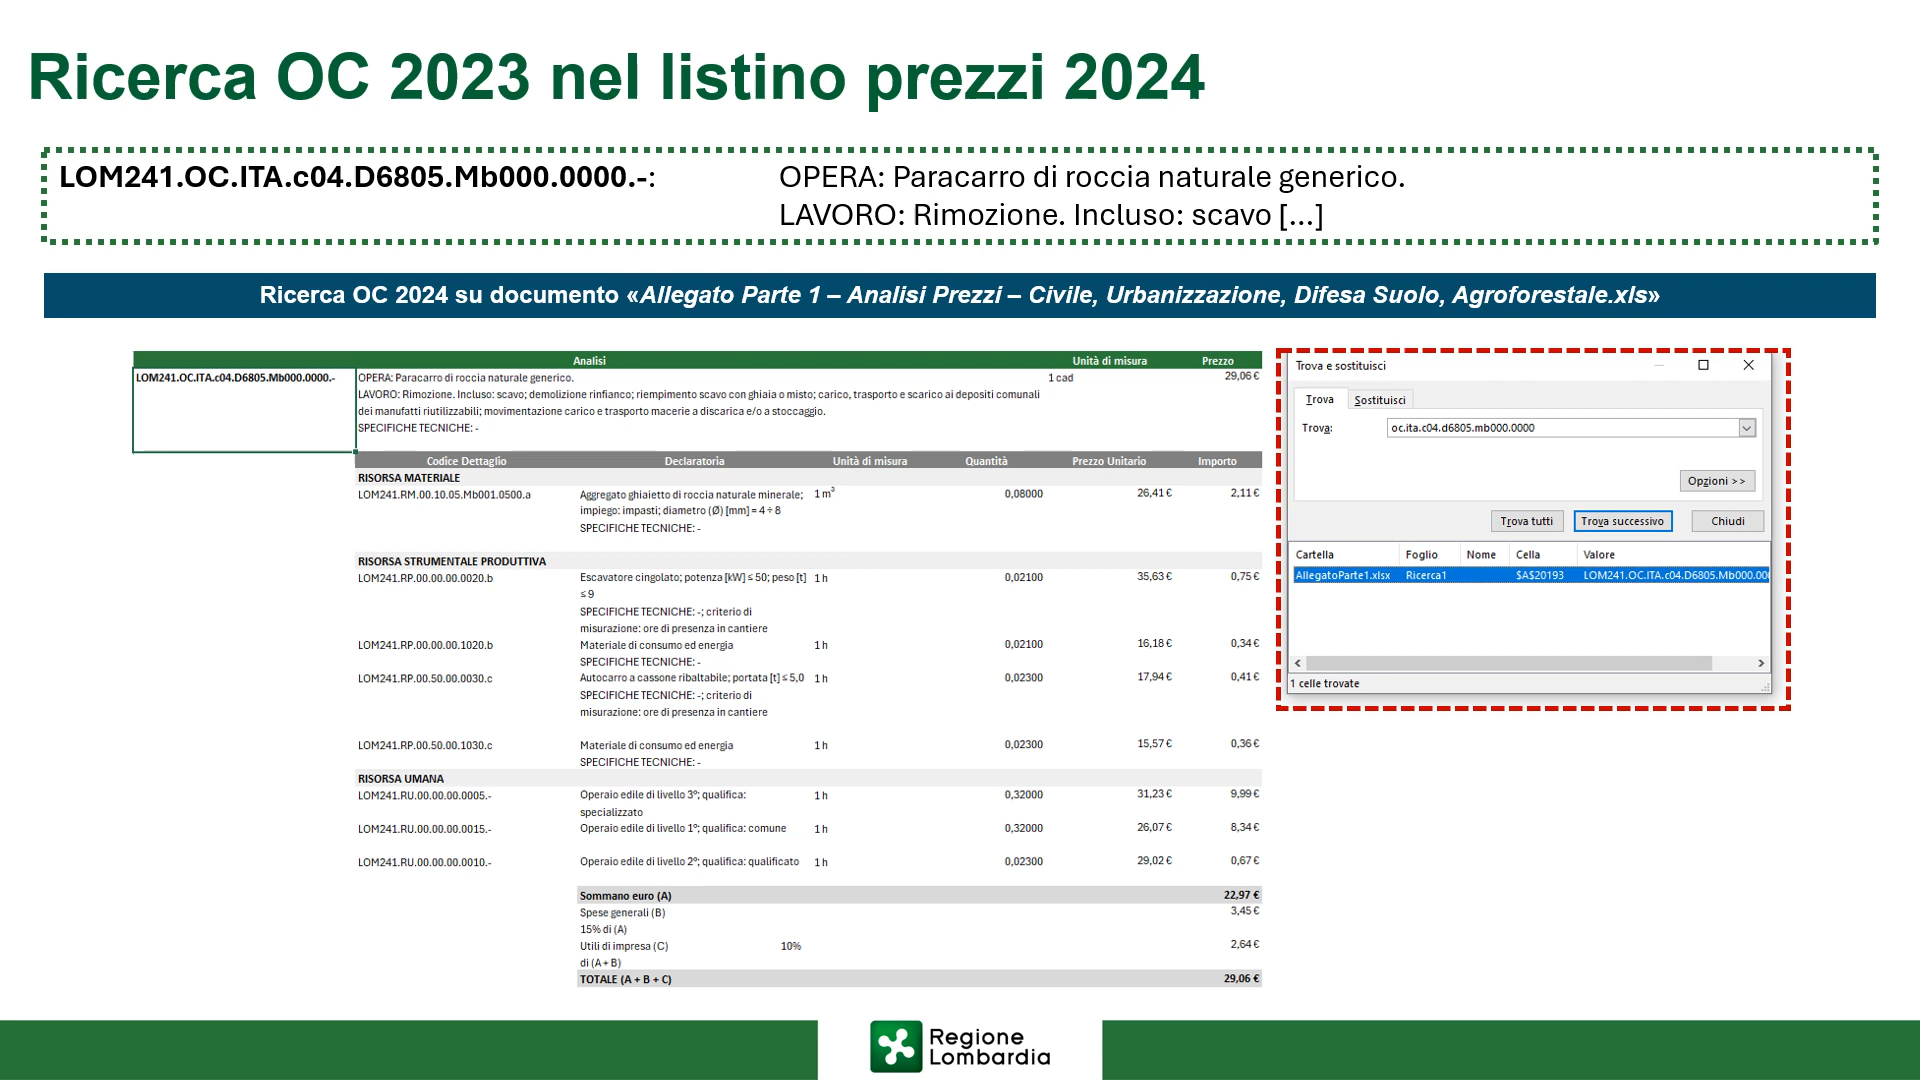 Ricerca OC 2023 nel listino prezzi 2024
LOM241.OC.ITA.c04.D6805.Mb000.0000.-: OPERA: Paracarro di roccia naturale generico.
LAVORO: Rimozione. Incluso: scavo [...]
Ricerca OC 2024 su documento «Allegato Parte 1 – Analisi Prezzi – Civile, Urbanizzazione, Difesa Suolo, Agroforestale.xls»
Analisi Unità di misura Prezzo
LOM241.OC.ITA.c04.D6805.Mb000.0000.- OPERA: Paracarro di roccia naturale generico. 1 cad 29,06 €
LAVORO: Rimozione. Incluso: scavo; demolizione rinfianco; riempimento scavo con ghiaia o misto; carico, trasporto e scarico ai depositi comunali
dei manufatti riutilizzabili; movimentazione carico e trasporto macerie a discarica e/o a stoccaggio.
SPECIFICHE TECNICHE: -
Codice Dettaglio Declaratoria Unità di misura Quantità Prezzo Unitario Importo
RISORSA MATERIALE
LOM241.RM.00.10.05.Mb001.0500.a Aggregato ghiaietto di roccia naturale minerale; 1 m³ 0,08000 26,41 € 2,11 €
impiego: impasti; diametro (Ø) [mm] = 4 ÷ 8
SPECIFICHE TECNICHE: -
RISORSA STRUMENTALE PRODUTTIVA
LOM241.RP.00.00.00.0020.b Escavatore cingolato; potenza [kW] ≤ 50; peso [t] 1 h 0,02100 35,63 € 0,75 €
≤ 9
SPECIFICHE TECNICHE: -; criterio di
misurazione: ore di presenza in cantiere
LOM241.RP.00.00.00.1020.b Materiale di consumo ed energia 1 h 0,02100 16,18 € 0,34 €
SPECIFICHE TECNICHE: -
LOM241.RP.00.50.00.0030.c Autocarro a cassone ribaltabile; portata [t] ≤ 5,0 1 h 0,02300 17,94 € 0,41 €
SPECIFICHE TECNICHE: -; criterio di
misurazione: ore di presenza in cantiere
LOM241.RP.00.50.00.1030.c Materiale di consumo ed energia 1 h 0,02300 15,57 € 0,36 €
SPECIFICHE TECNICHE: -
RISORSA UMANA
LOM241.RU.00.00.00.0005.- Operaio edile di livello 3°; qualifica: 1 h 0,32000 31,23 € 9,99 €
specializzato
LOM241.RU.00.00.00.0015.- Operaio edile di livello 1°; qualifica: comune 1 h 0,32000 26,07 € 8,34 €
LOM241.RU.00.00.00.0010.- Operaio edile di livello 2°; qualifica: qualificato 1 h 0,02300 29,02 € 0,67 €
Sommano euro (A) 22,97 €
Spese generali (B) 3,45 €
15% di (A)
Utili di impresa (C) 10% 2,64 €
di (A + B)
TOTALE (A + B + C) 29,06 €
Trova e sostituisci
Trova Sostituisci
Trova: oc.ita.c04.d6805.mb000.0000
Opzioni >>
Trova tutti Trova successivo Chiudi
Cartella Foglio Nome Cella Valore
AllegatoParte1.xlsx Ricerca1 $A$20193 LOM241.OC.ITA.c04.D6805.Mb000.00
1 celle trovate
Regione
Lombardia